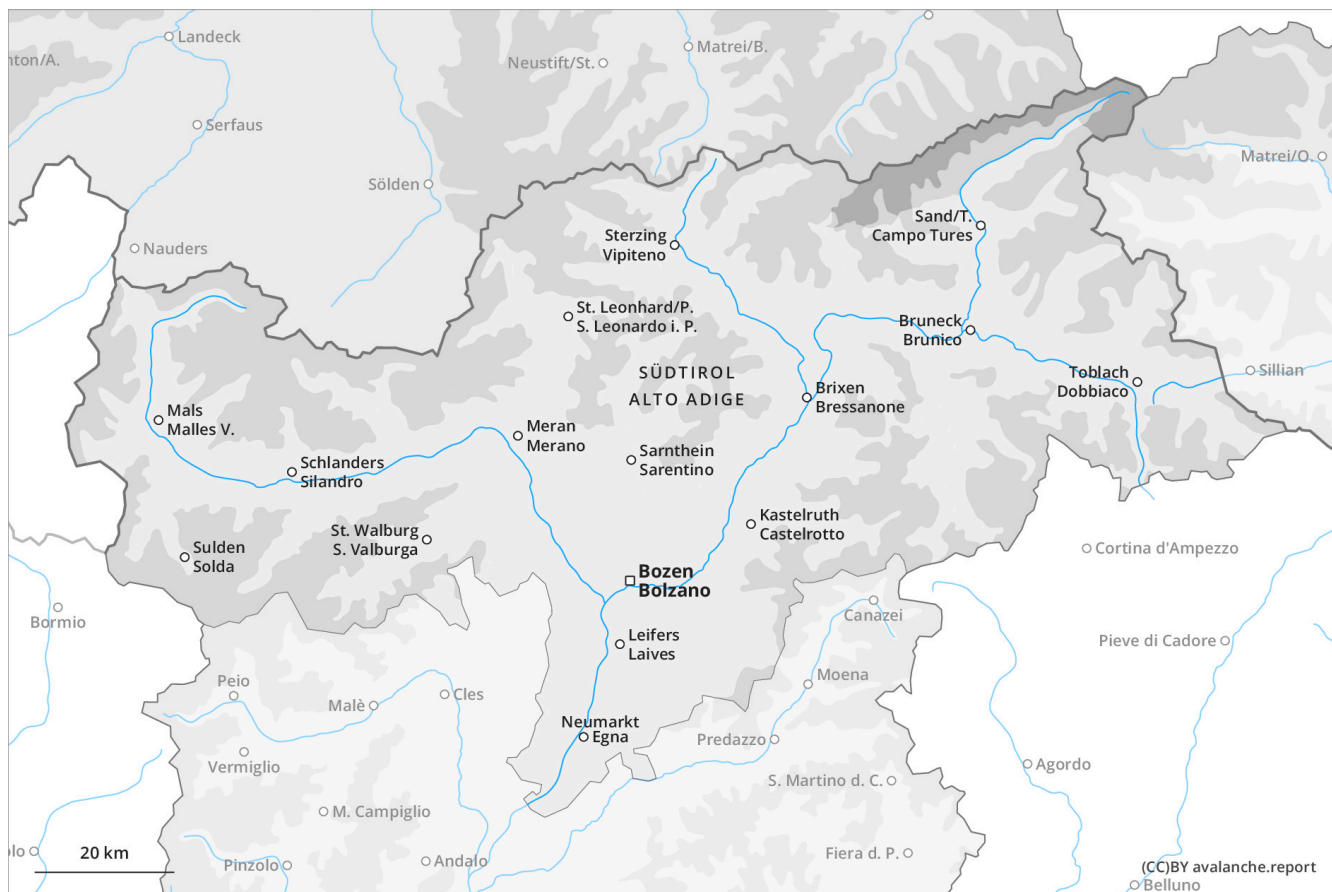 Landeck
nton/A.
Matrei/B.
Neustift/St.
Serfaus
Matrei/O.
Sölden
Sand/T.
Campo Tures
Sterzing
Vipiteno
Nauders
St. Leonhard/P.
S. Leonardo i. P.
Bruneck
Brunico
SÜDTIROL
ALTO ADIGE
Toblach
Dobbiaco
Sillian
Brixen
Bressanone
Mals
Malles V.
Meran
Merano
Schlanders
Silandro
Sarnthein
Sarentino
Kastelruth
Castelrotto
St. Walburg
S. Valburga
Sulden
Solda
Cortina d'Ampezzo
Bozen
Bolzano
Bormio
Canazei
Leifers
Laives
Pieve di Cadore
Peio
Moena
Malè
Cles
Neumarkt
Egna
Predazzo
Vermiglio
Agordo
S. Martino d. C.
M. Campiglio
olo
20 km
Pinzolo
Andalo
Fiera d. P.
(CC)BY avalanche.report
Belluno